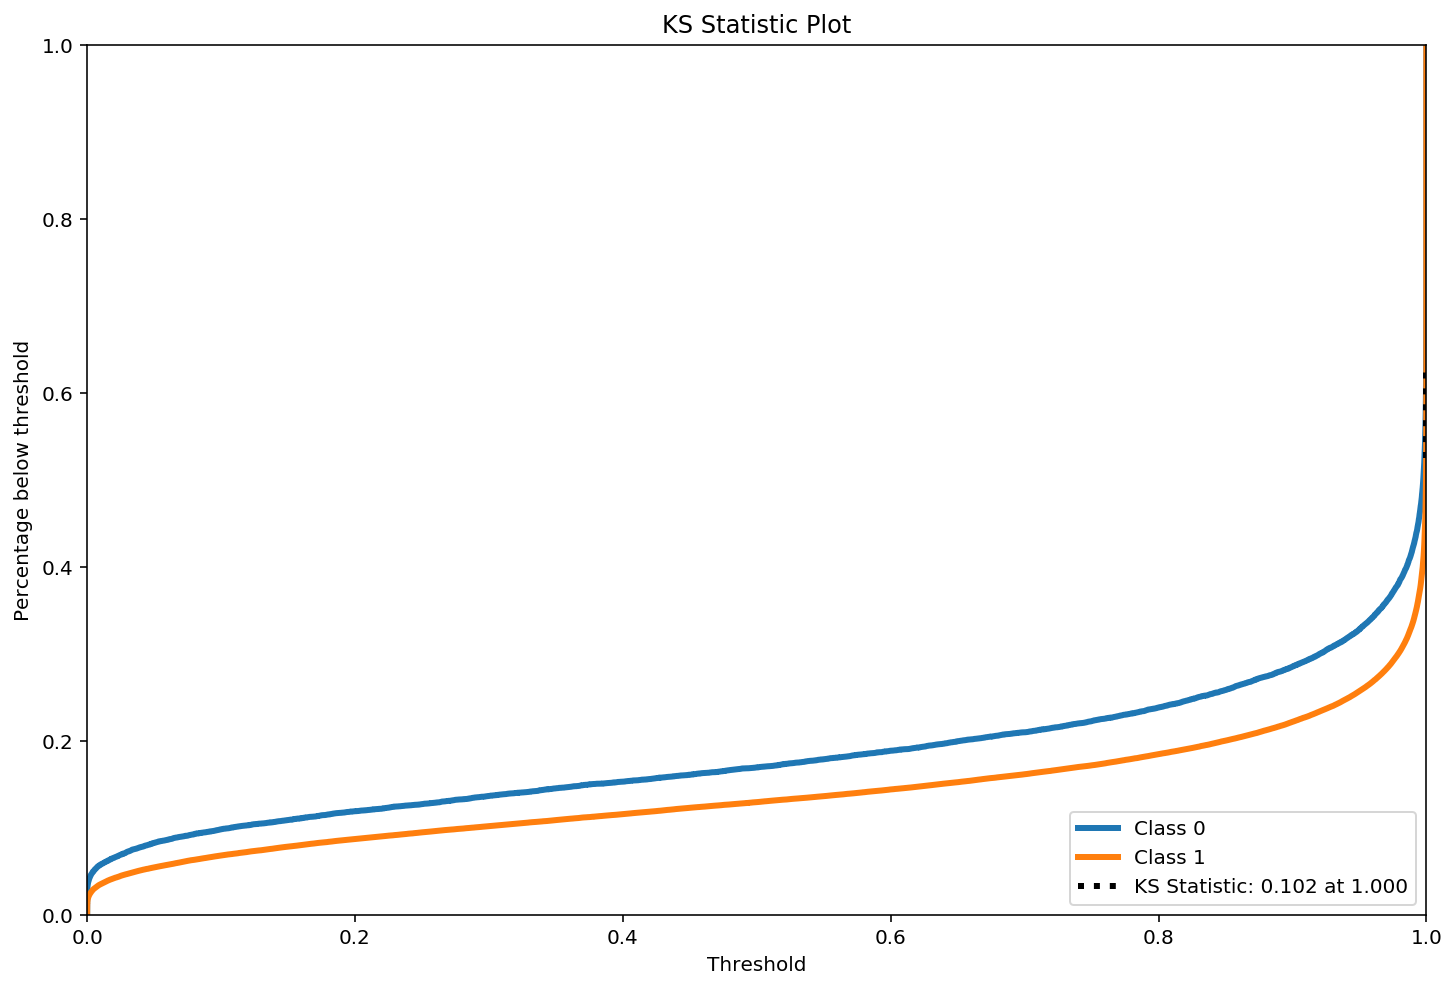 KS Statistic Plot
1.0
0.8
0.6
0.4
0.2
0.0
Percentage below threshold
Class 0
Class 1
KS Statistic: 0.102 at 1.000
0.0 0.2 0.4 0.6 0.8 1.0
Threshold